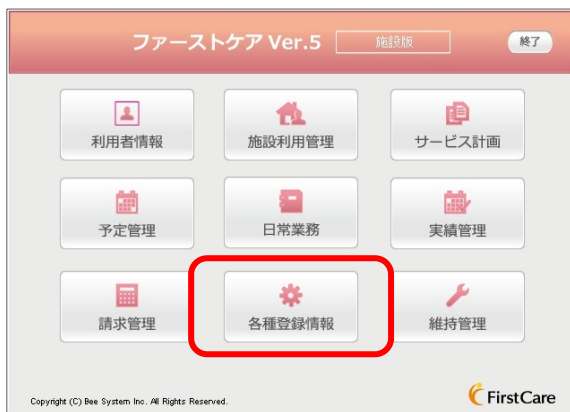 ファーストケア Ver.5
施設版
終了
利用者情報
施設利用管理
サービス計画
予定管理
日常業務
実績管理
請求管理
各種登録情報
維持管理
Copyright (C) Bee System Inc. All Rights Reserved.
FirstCare